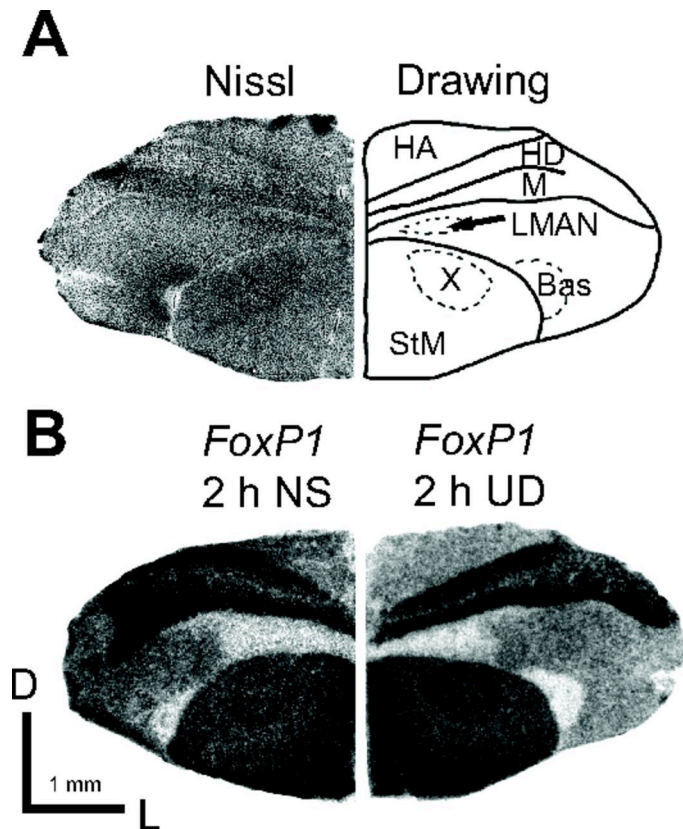 A
Nissl
Drawing
HA
HD
M
LMAN
X
Bas
StM
B
FoxP1
2 h NS
FoxP1
2 h UD
D
1 mm
L